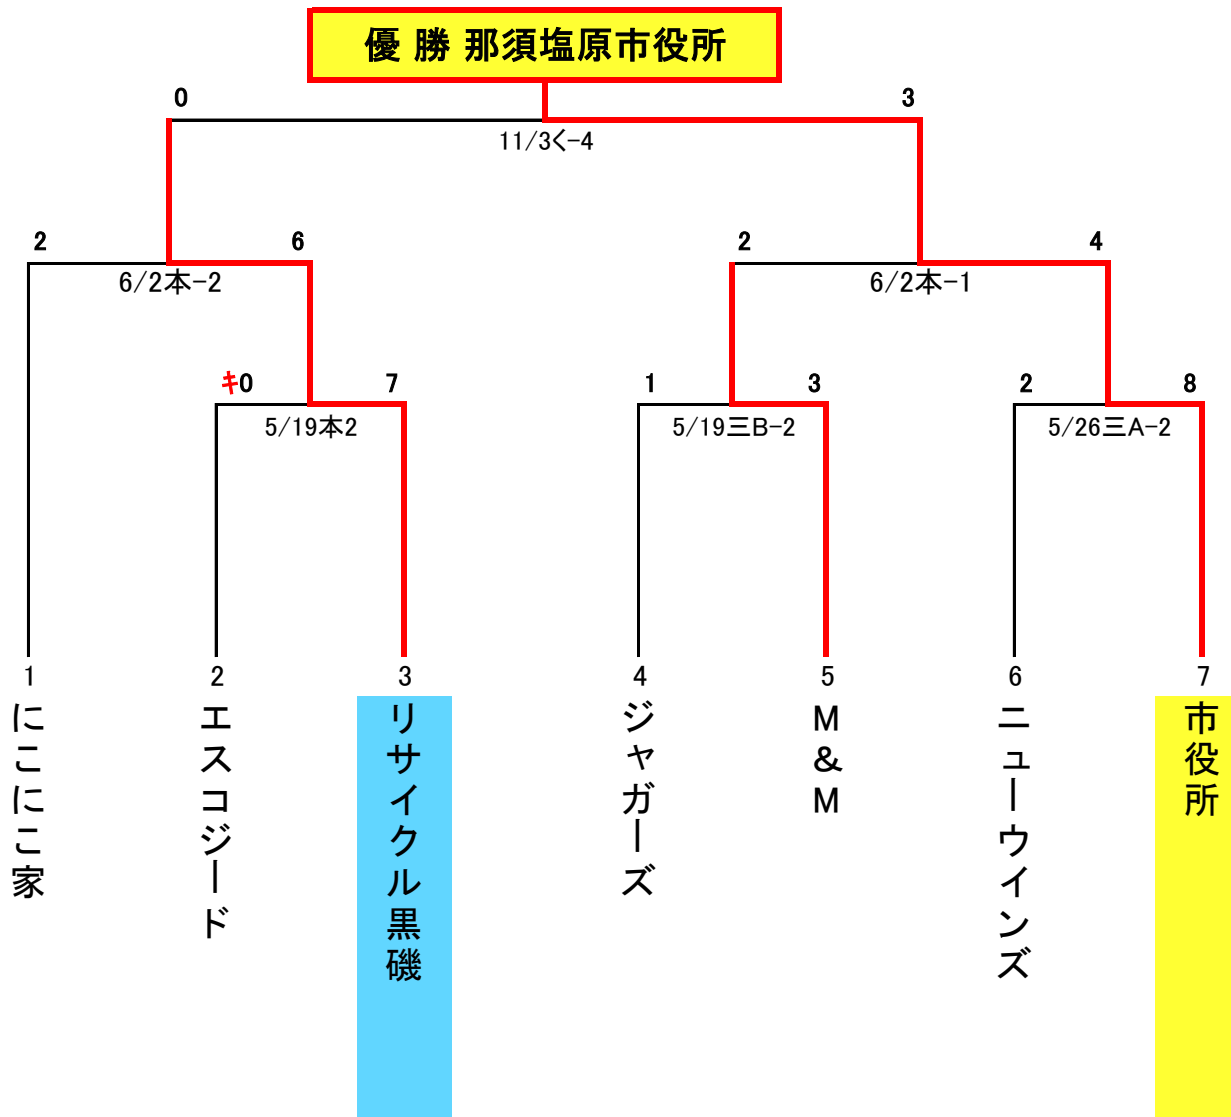 優 勝 那須塩原市役所
0
3
11/3く-4
2
6
2
4
6/2本-2
6/2本-1
ｷ0
7
1
3
2
8
5/19本2
5/19三B-2
5/26三A-2
1
2
3
4
5
6
7
にこにこ家
エスコジード
リサイクル黒磯
ジャガーズ
M&M
ニューウインズ
市役所